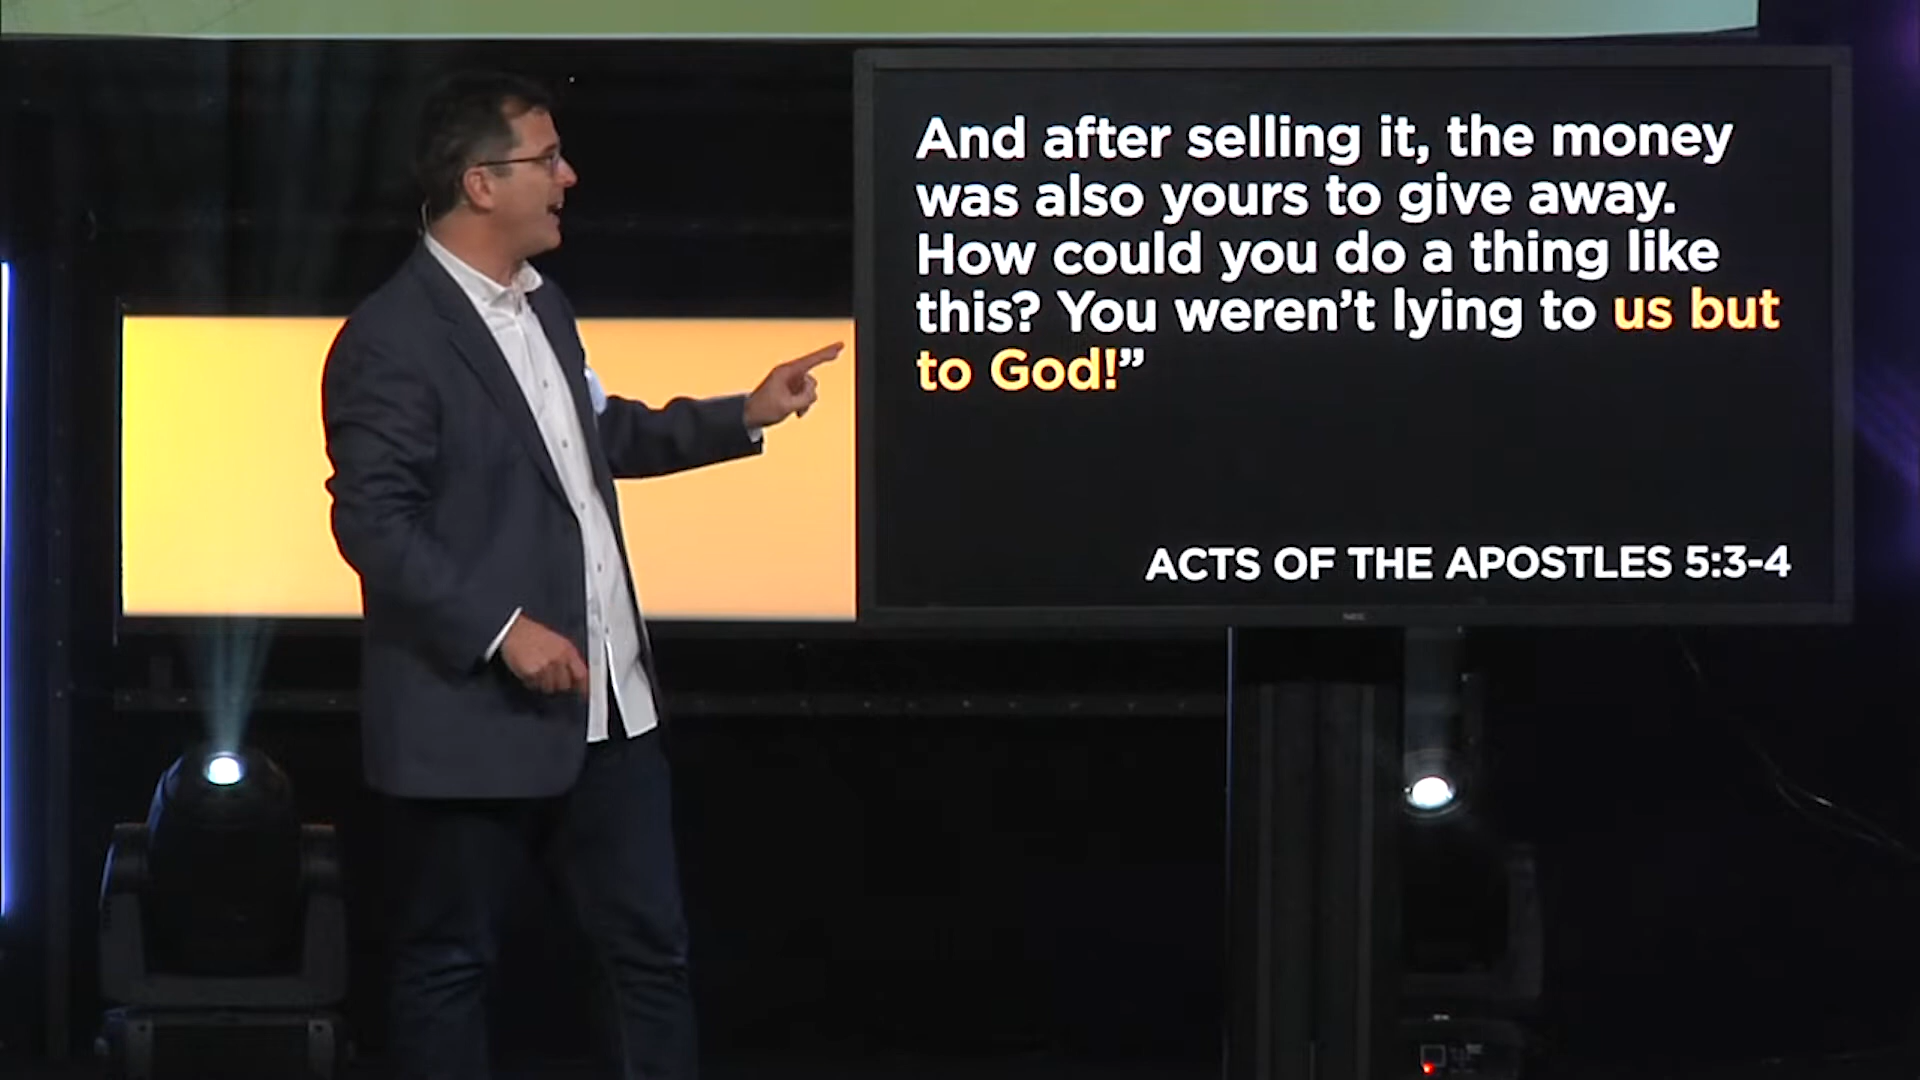 And after selling it, the money
was also yours to give away.
How could you do a thing like
this? You weren’t lying to us but
to God!”
ACTS OF THE APOSTLES 5:3-4
NEC